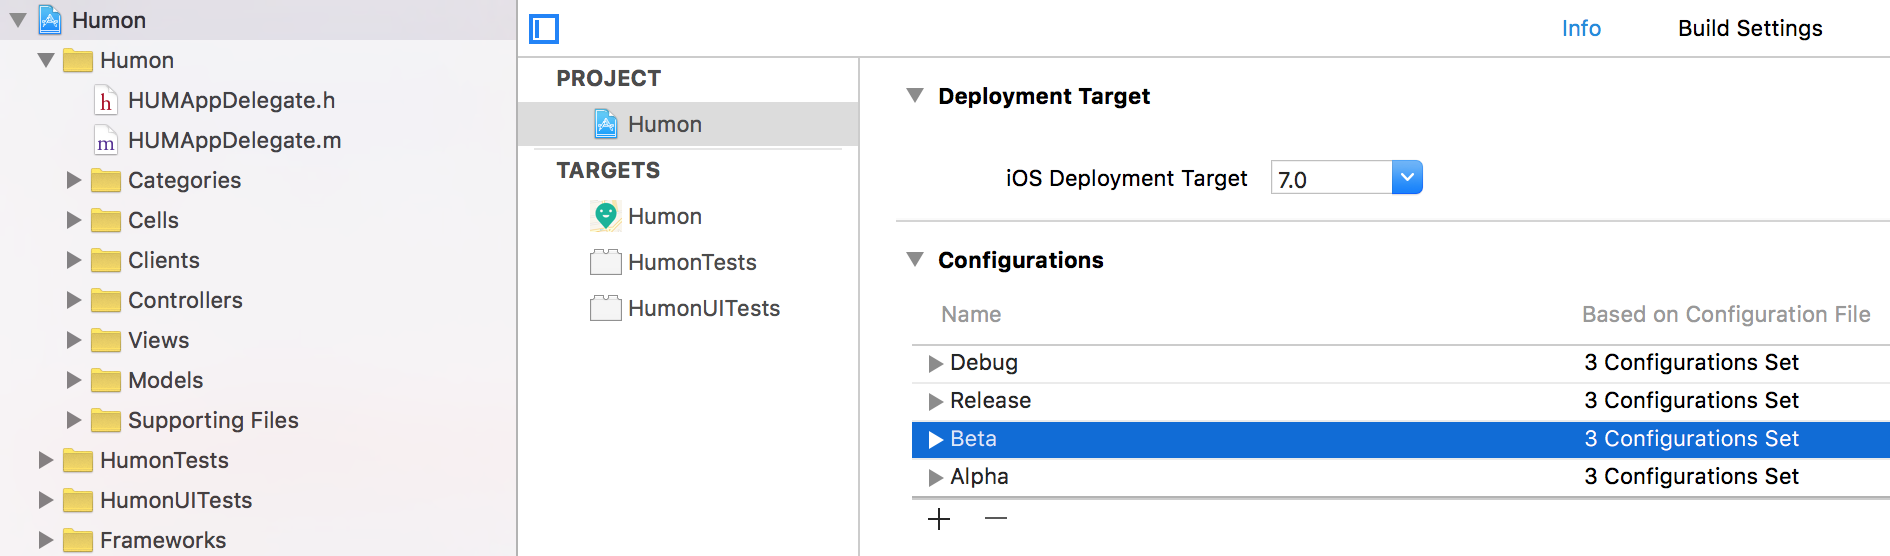 Humon
Humon
h HUMAppDelegate.h
m HUMAppDelegate.m
Categories
Cells
Clients
Controllers
Views
Models
Supporting Files
HumonTests
HumonUITests
Frameworks
PROJECT
Humon
TARGETS
Humon
HumonTests
HumonUITests
Info Build Settings
Deployment Target
iOS Deployment Target 7.0
Configurations
Name Based on Configuration File
Debug 3 Configurations Set
Release 3 Configurations Set
Beta 3 Configurations Set
Alpha 3 Configurations Set